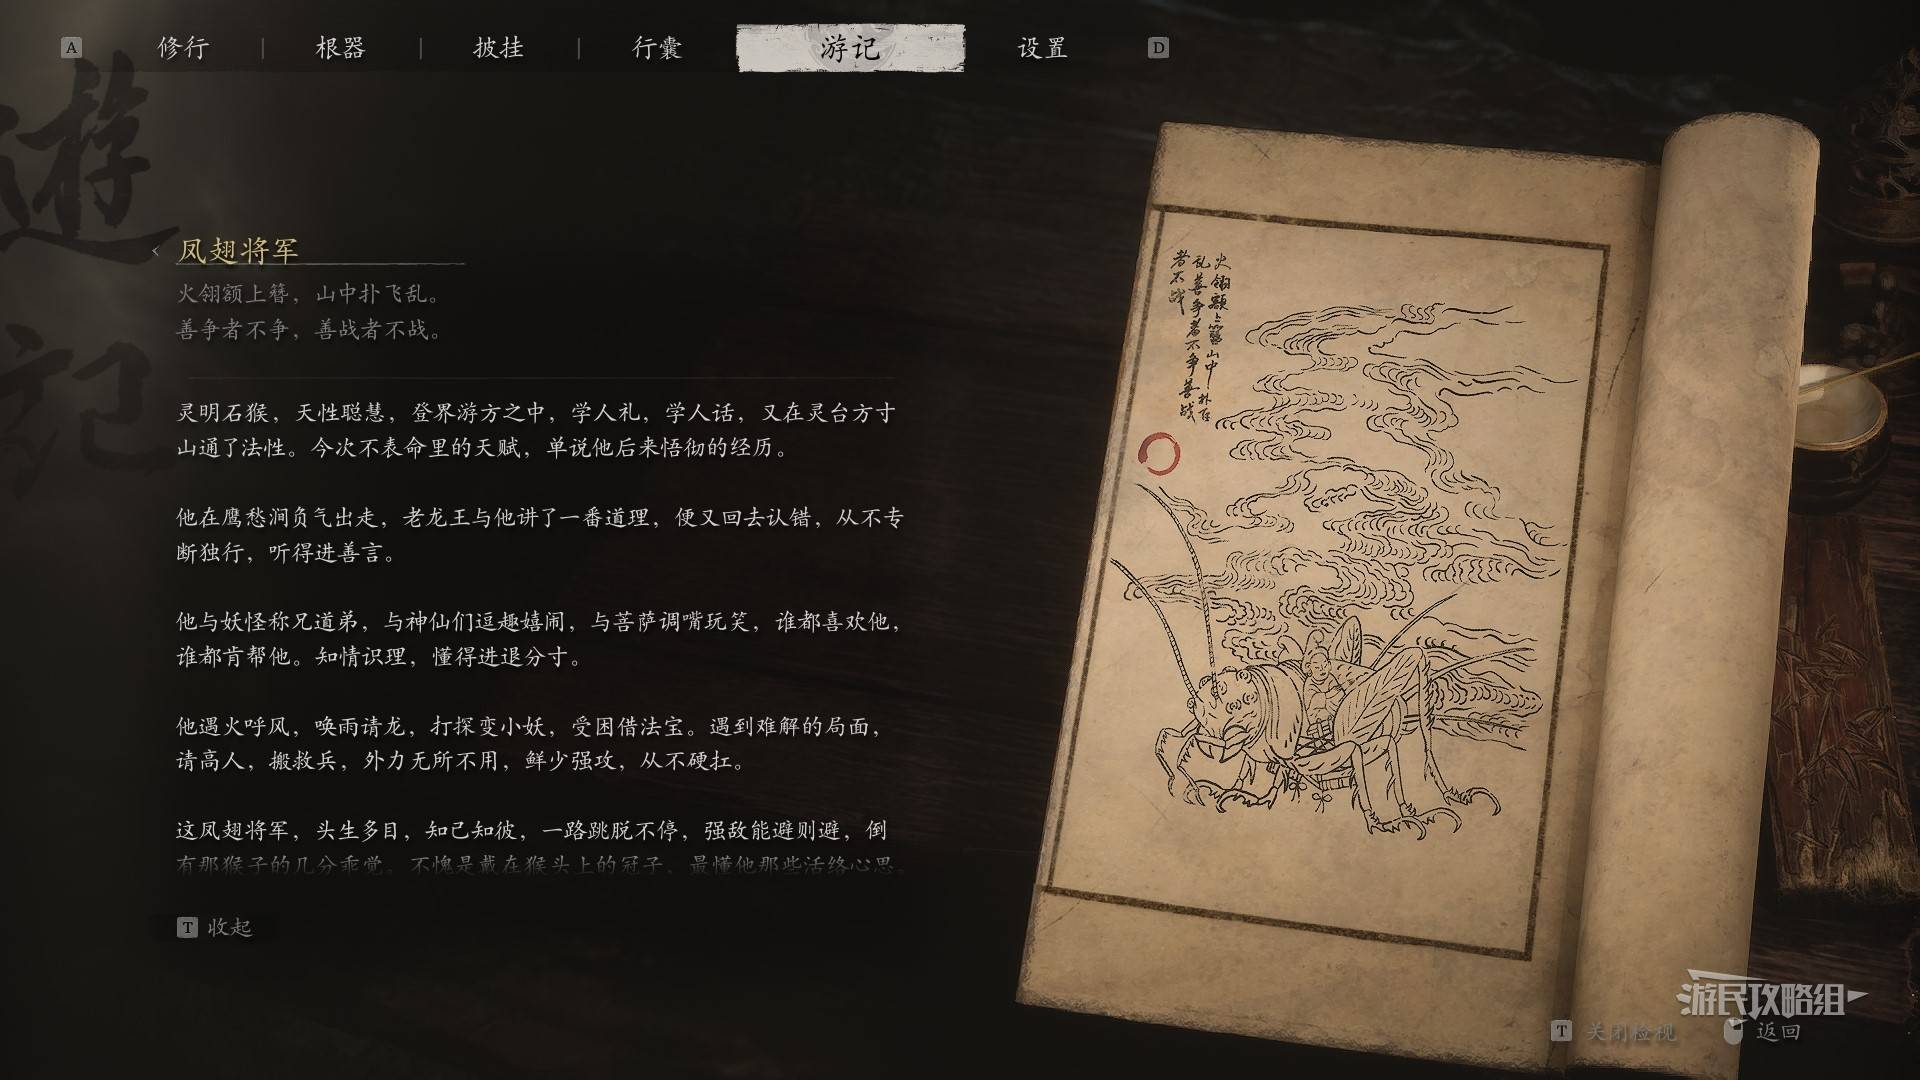 A
修行
根器
披挂
行囊
游记
设置
D
遊記
凤翅将军
火翎额上簪，山中扑飞乱。
善争者不争，善战者不战。
灵明石猴，天性聪慧，登界游方之中，学人礼，学人话，又在灵台方寸
山通了法性。今次不表命里的天赋，单说他后来悟彻的经历。
他在鹰愁涧负气出走，老龙王与他讲了一番道理，便又回去认错，从不专
断独行，听得进善言。
他与妖怪称兄道弟，与神仙们逗趣嬉闹，与菩萨调嘴玩笑，谁都喜欢他，
谁都肯帮他。知情识理，懂得进退分寸。
他遇火呼风，唤雨请龙，打探变小妖，受困借法宝。遇到难解的局面，
请高人，搬救兵，外力无所不用，鲜少强攻，从不硬扛。
这凤翅将军，头生多目，知己知彼，一路跳脱不停，强敌能避则避，倒
有那猴子的几分乖觉。不愧是戴在猴头上的冠子，最懂他那些活络心思。
T 收起
火翎額上簪山中扑飛
乱善争者不争善战
者不战
游民攻略组
T 关闭检视
返回